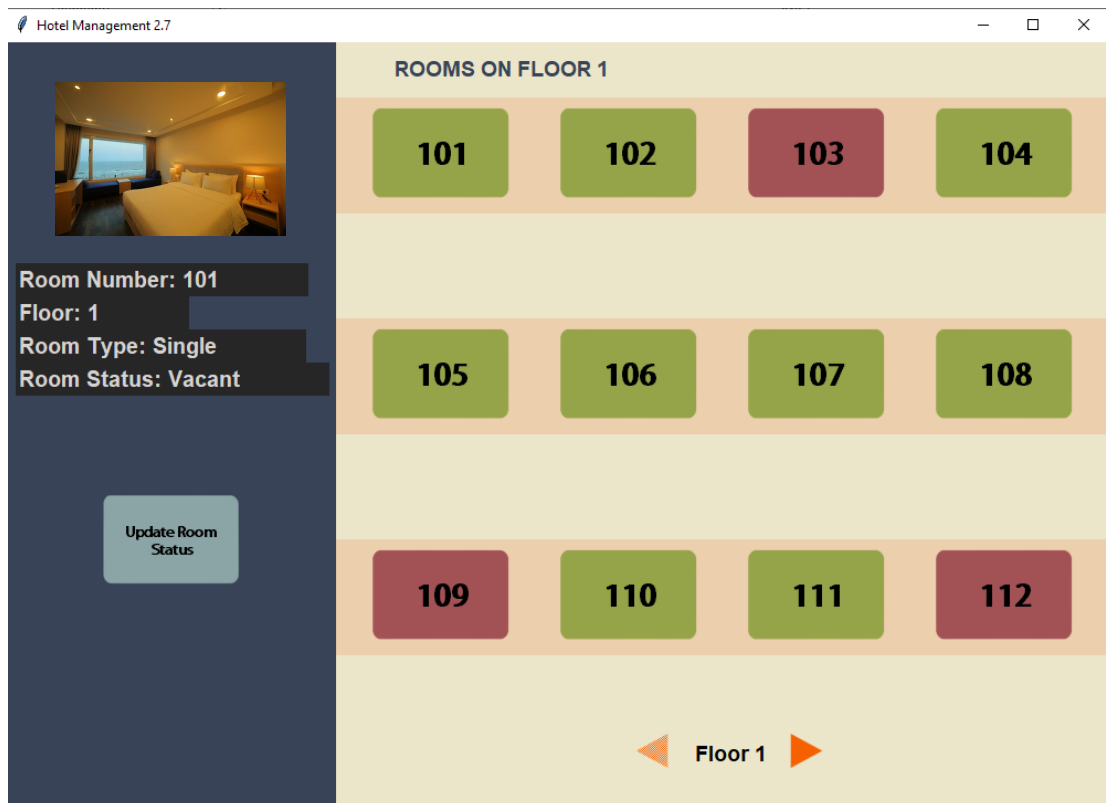 Hotel Management 2.7
ROOMS ON FLOOR 1
101 102 103 104
Room Number: 101
Floor: 1
Room Type: Single
Room Status: Vacant
105 106 107 108
Update Room
Status
109 110 111 112
Floor 1